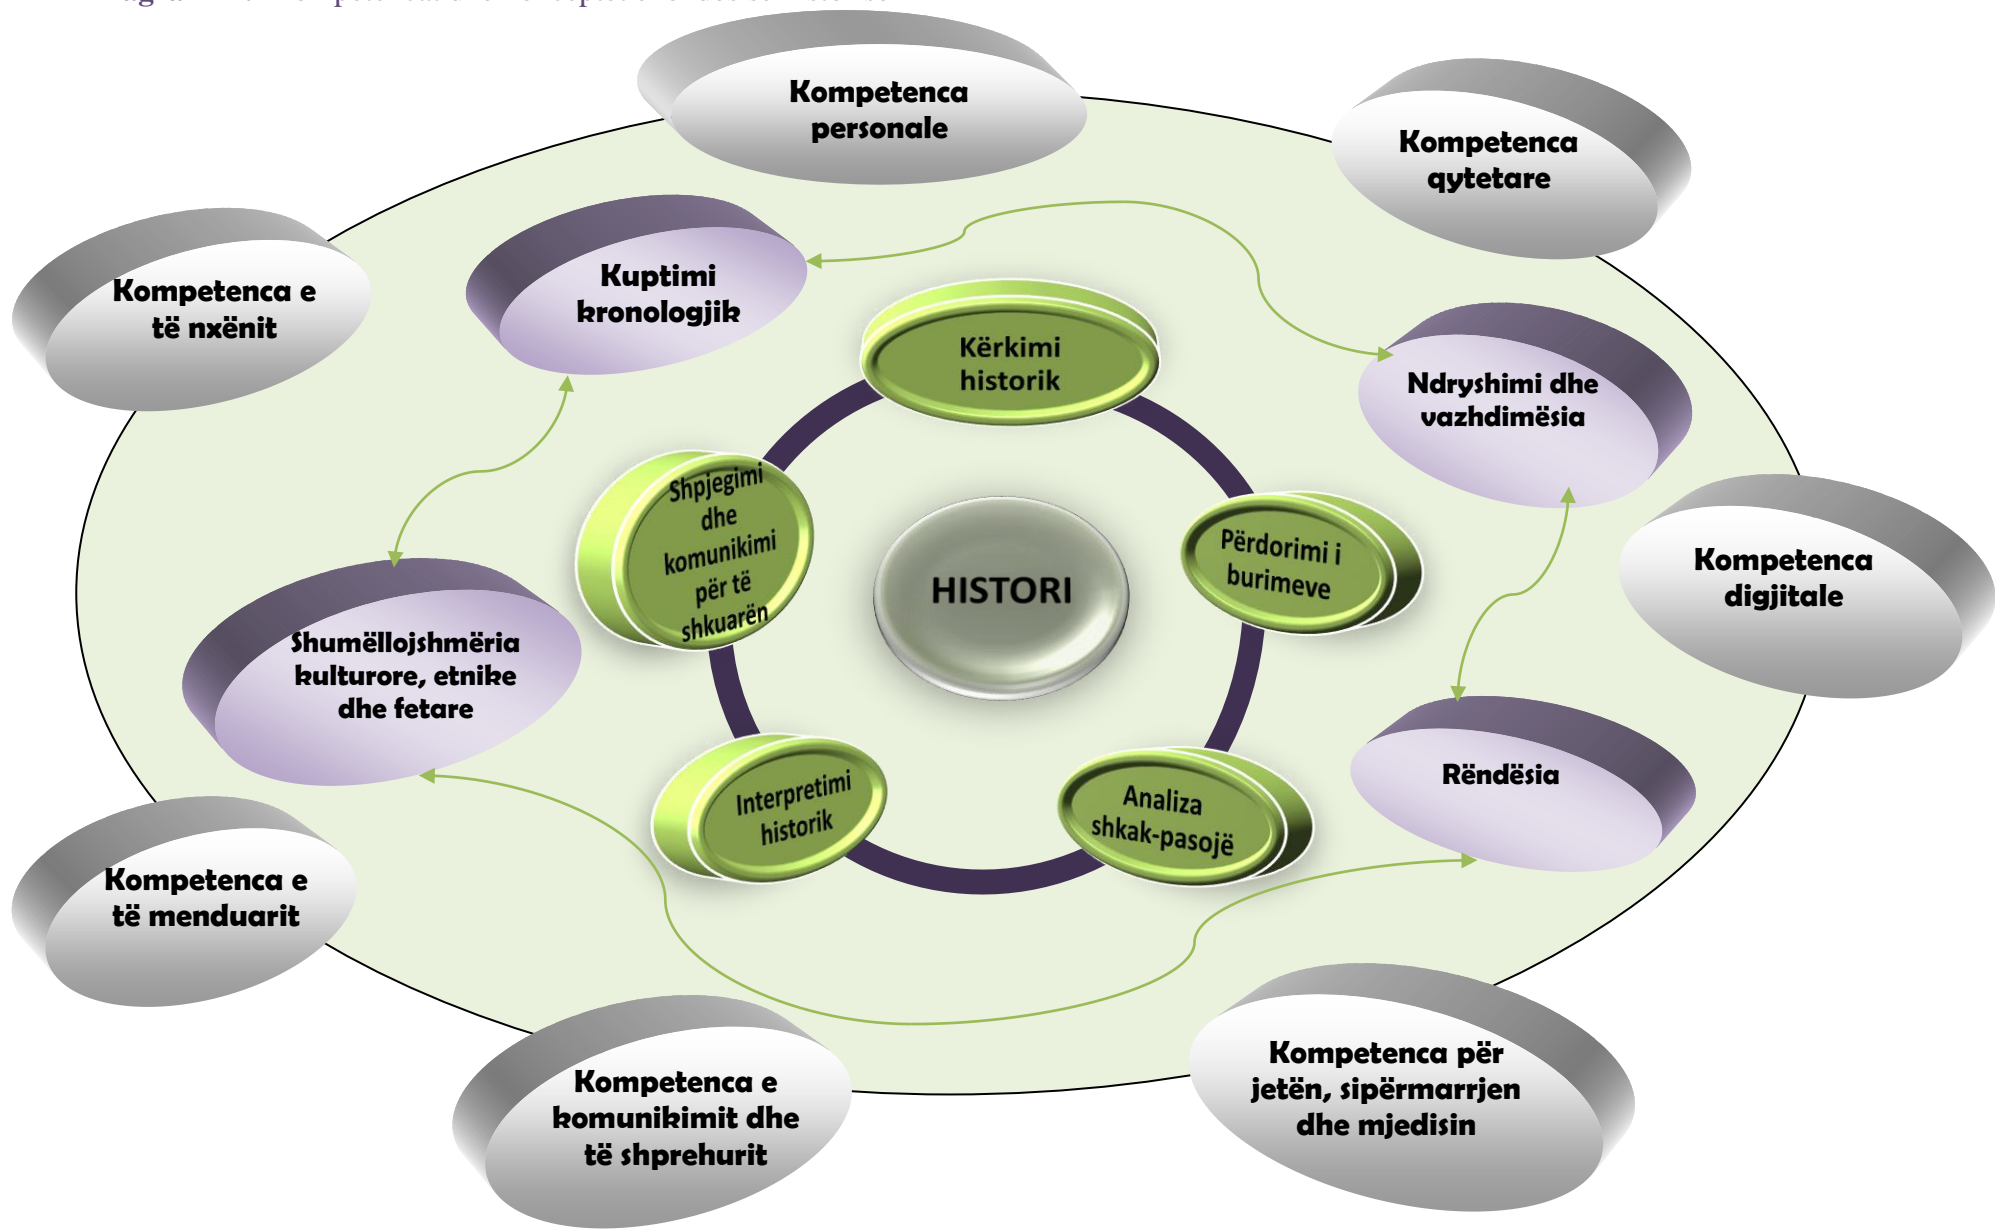 Kompetenca
personale
Kompetenca
qytetare
Kompetenca e
të nxënit
Kuptimi
kronologjik
Kërkimi
historik
Ndryshimi dhe
vazhdimësia
Shpjegimi
dhe
komunikimi
për të
shkuarën
Përdorimi i
burimeve
HISTORI
Kompetenca
digjitale
Shumëllojshmëria
kulturore, etnike
dhe fetare
Rëndësia
Interpretimi
historik
Analiza
shkak-pasojë
Kompetenca e
të menduarit
Kompetenca e
komunikimit dhe
të shprehurit
Kompetenca për
jetën, sipërmarrjen
dhe mjedisin